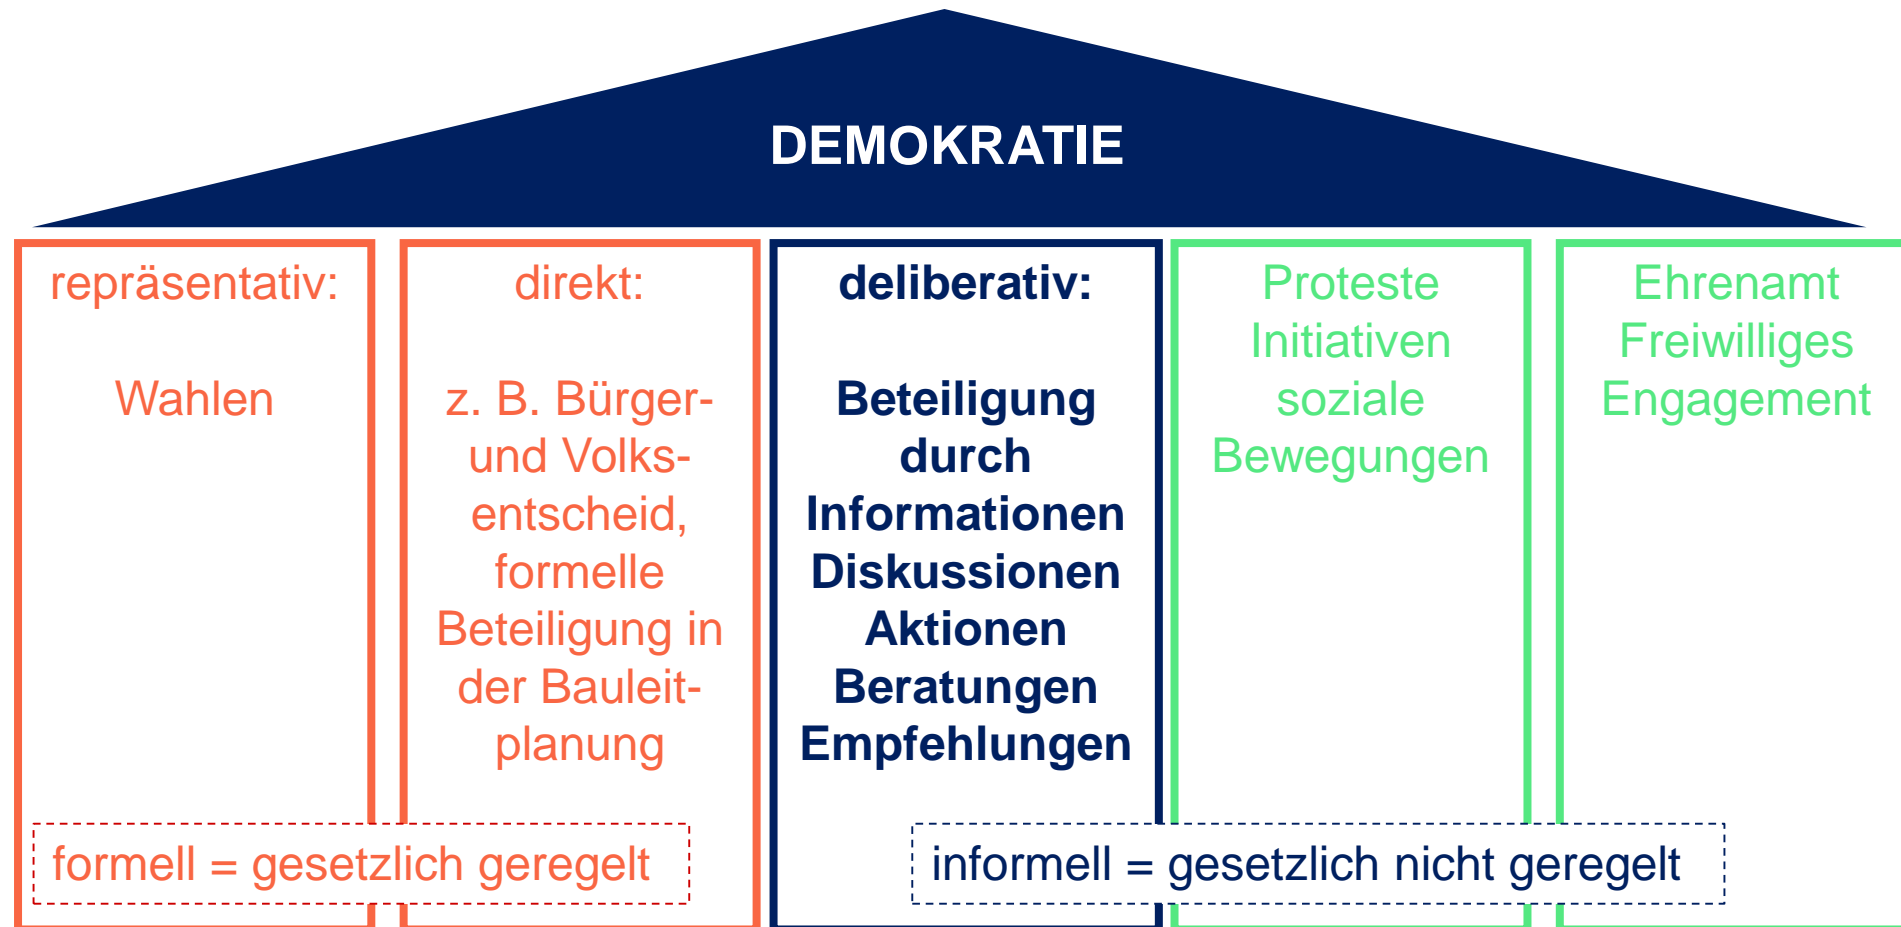 DEMOKRATIE
repräsentativ:
Wahlen
direkt:
z. B. Bürger-
und Volks-
entscheid,
formelle
Beteiligung in
der Bauleit-
planung
deliberativ:
Beteiligung
durch
Informationen
Diskussionen
Aktionen
Beratungen
Empfehlungen
Proteste
Initiativen
soziale
Bewegungen
Ehrenamt
Freiwilliges
Engagement
formell = gesetzlich geregelt
informell = gesetzlich nicht geregelt